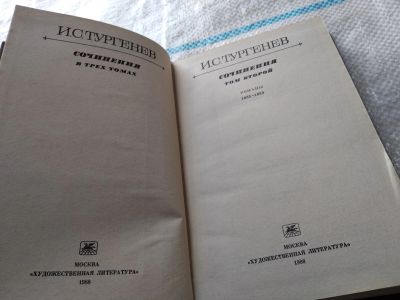 И.С.ТУРГЕНЕВ
СОЧИНЕНИЯ
В ТРЕХ ТОМАХ
МОСКВА
«ХУДОЖЕСТВЕННАЯ ЛИТЕРАТУРА»
1988
И.С.ТУРГЕНЕВ
СОЧИНЕНИЯ
ТОМ ВТОРОЙ
РОМАНЫ
МОСКВА
«ХУДОЖЕСТВЕННАЯ ЛИТЕРАТУРА»
1988